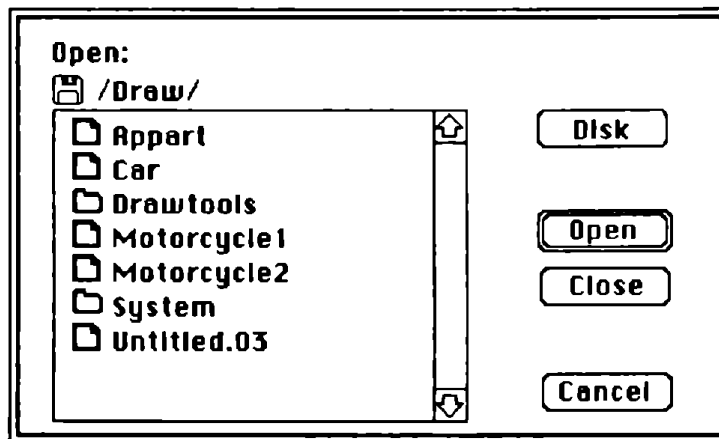 Open:
/Draw/
Appart
Car
Drawtools
Motorcycle1
Motorcycle2
System
Untitled.03
Disk
Open
Close
Cancel